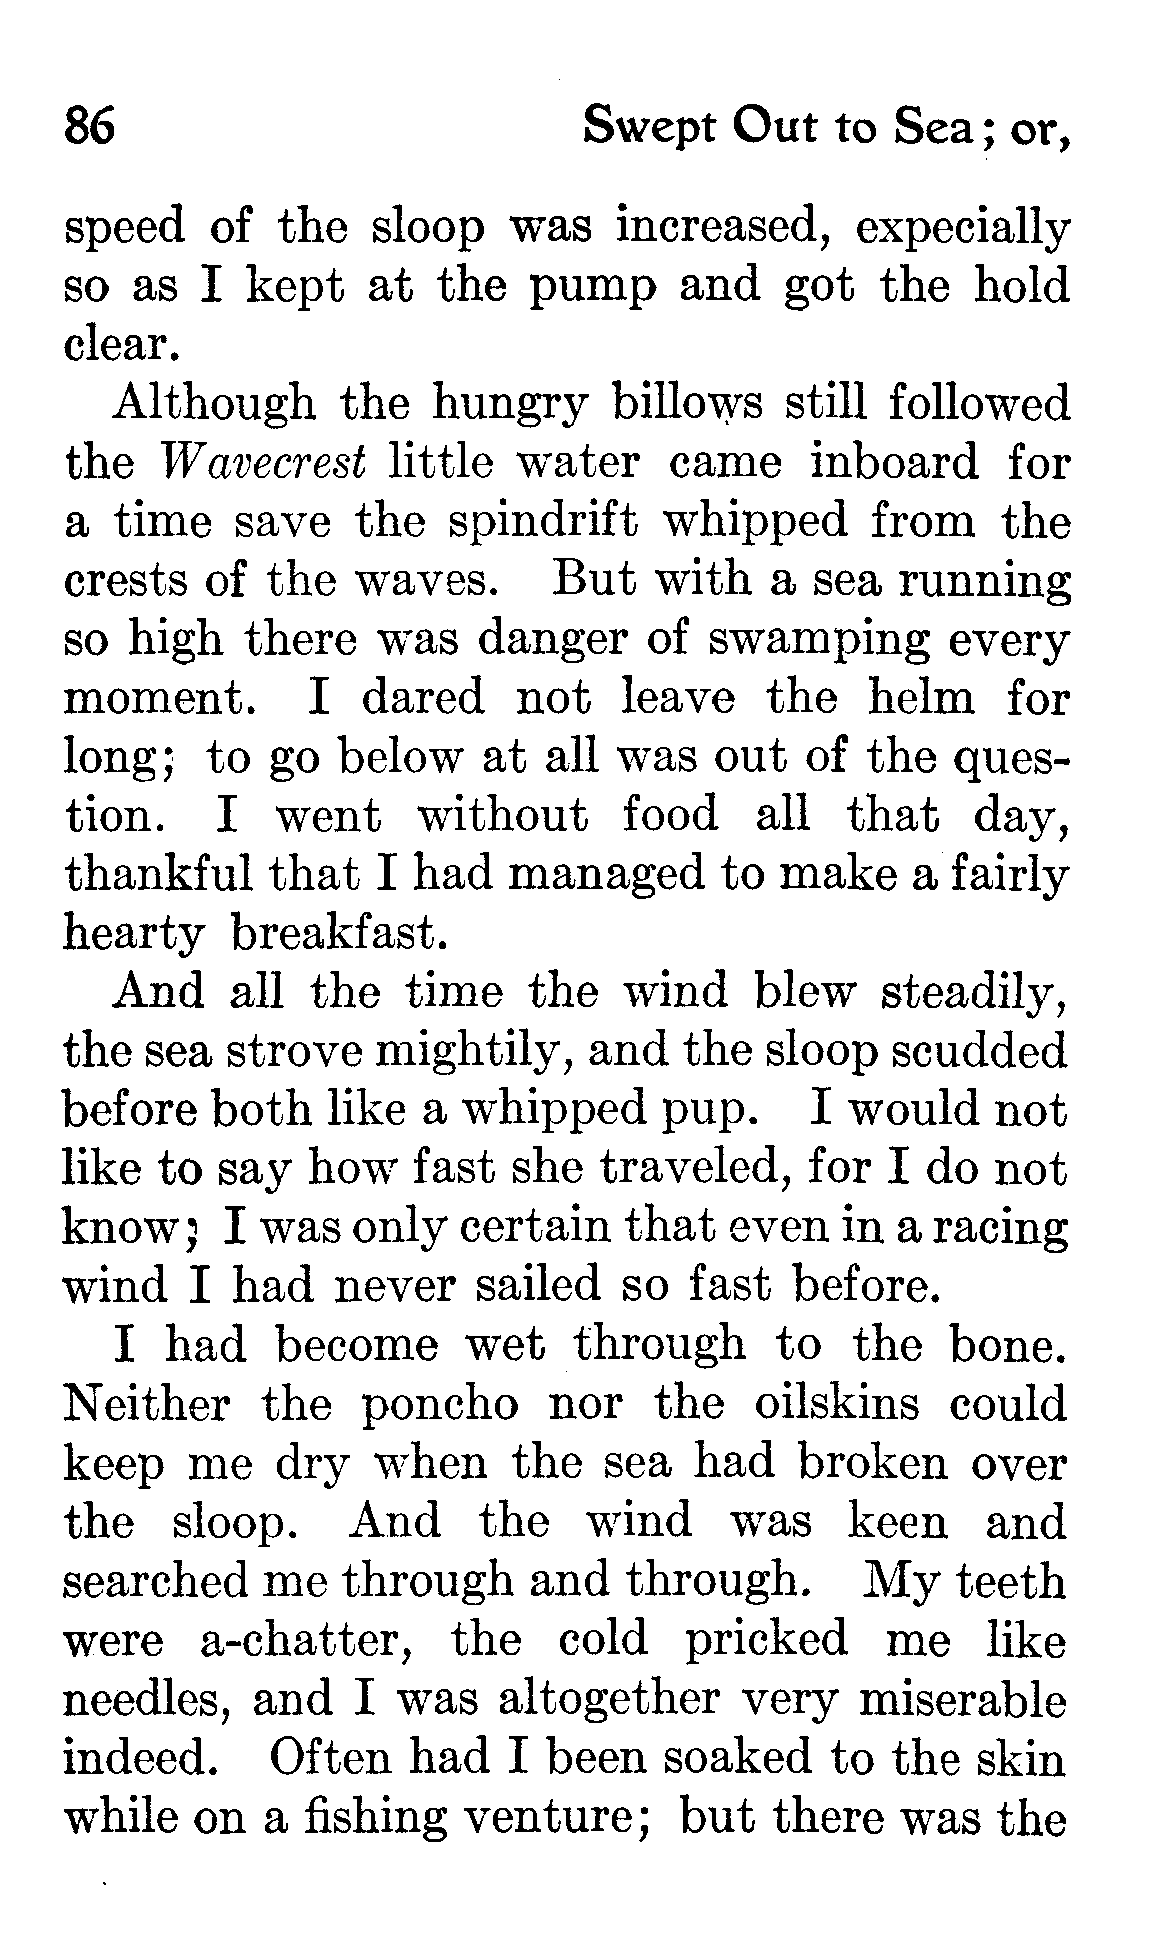 86 Swept Out to Sea; or,
speed of the sloop was increased, expecially
so as I kept at the pump and got the hold
clear.
Although the hungry billows still followed
the Wavecrest little water came inboard for
a time save the spindrift whipped from the
crests of the waves. But with a sea running
so high there was danger of swamping every
moment. I dared not leave the helm for
long; to go below at all was out of the ques-
tion. I went without food all that day,
thankful that I had managed to make a fairly
hearty breakfast.
And all the time the wind blew steadily,
the sea strove mightily, and the sloop scudded
before both like a whipped pup. I would not
like to say how fast she traveled, for I do not
know; I was only certain that even in a racing
wind I had never sailed so fast before.
I had become wet through to the bone.
Neither the poncho nor the oilskins could
keep me dry when the sea had broken over
the sloop. And the wind was keen and
searched me through and through. My teeth
were a-chatter, the cold pricked me like
needles, and I was altogether very miserable
indeed. Often had I been soaked to the skin
while on a fishing venture; but there was the